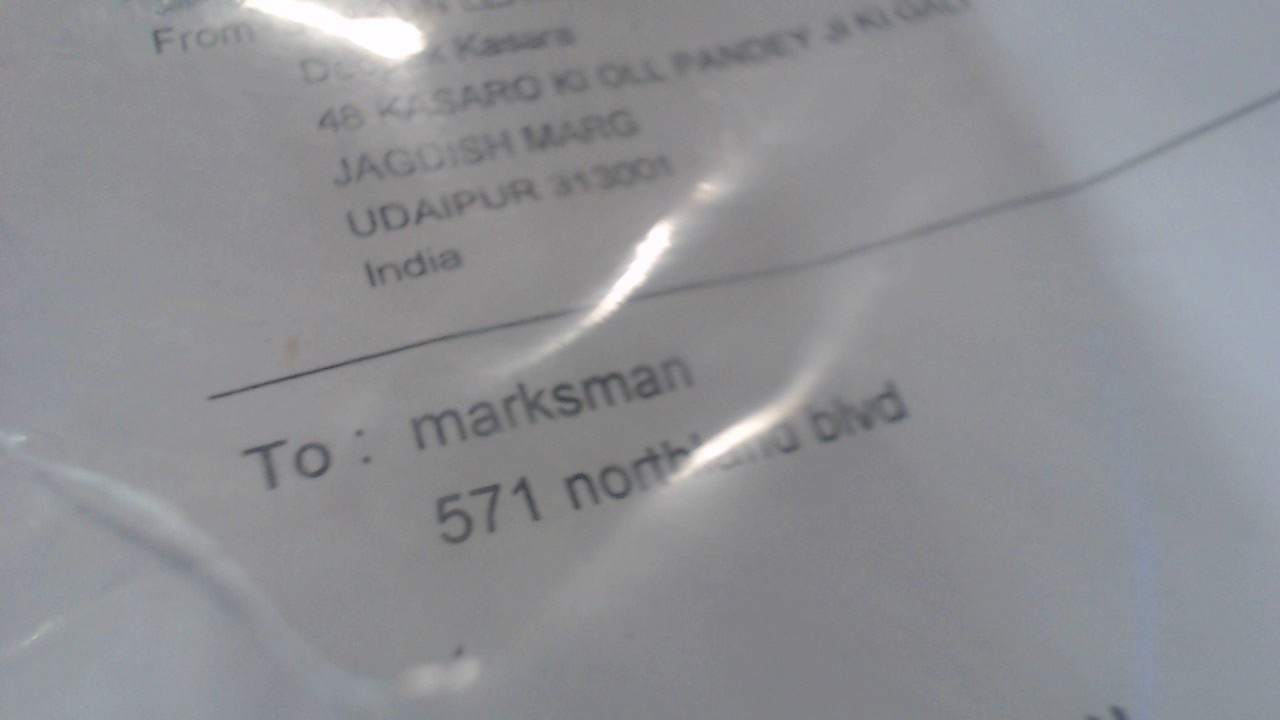 From
Kasara
48 KASARO KI OLL PANDEY JI KI GALI
JAGDISH MARG
UDAIPUR 313001
India
To : marksman
571 blvd